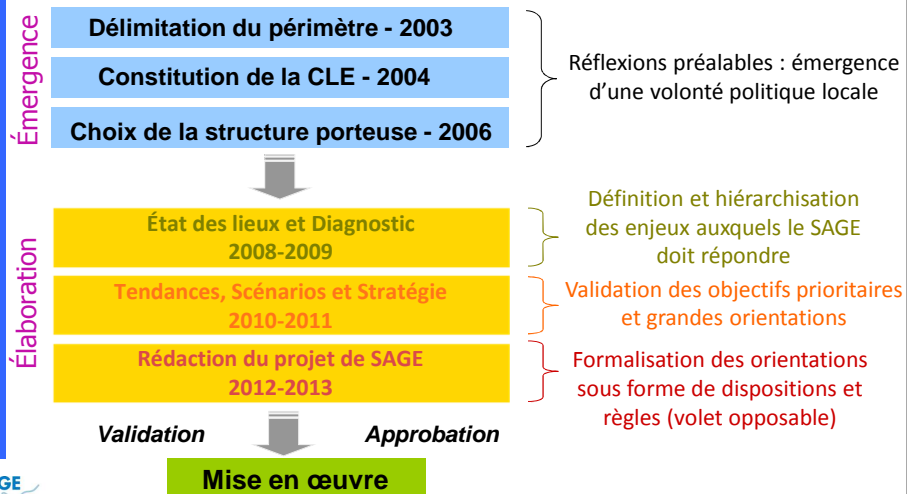 Émergence
Délimitation du périmètre - 2003
Constitution de la CLE - 2004
Choix de la structure porteuse - 2006
Réflexions préalables : émergence
d'une volonté politique locale
Élaboration
État des lieux et Diagnostic
2008-2009
Définition et hiérarchisation
des enjeux auxquels le SAGE
doit répondre
Tendances, Scénarios et Stratégie
2010-2011
Validation des objectifs prioritaires
et grandes orientations
Rédaction du projet de SAGE
2012-2013
Formalisation des orientations
sous forme de dispositions et
règles (volet opposable)
Validation Approbation
Mise en œuvre
GE